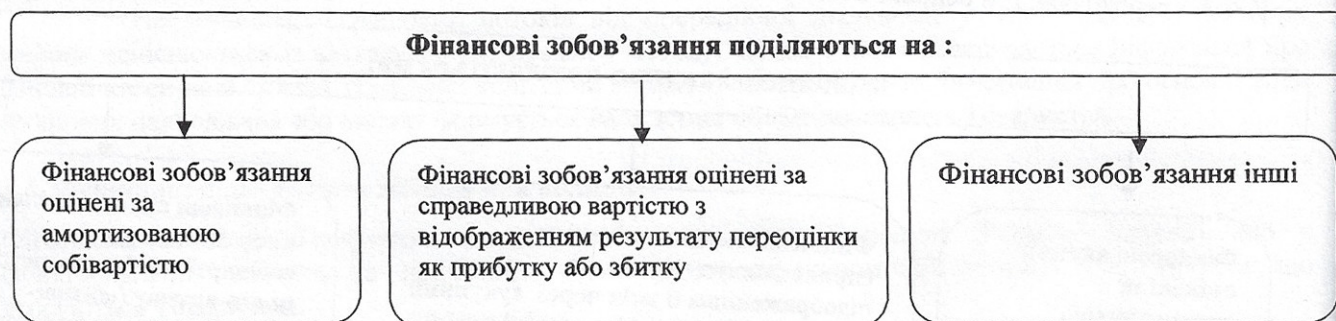 Фінансові зобов’язання поділяються на :
Фінансові зобов’язання
оцінені за
амортизованою
собівартістю
Фінансові зобов’язання оцінені за
справедливою вартістю з
відображенням результату переоцінки
як прибутку або збитку
Фінансові зобов’язання інші